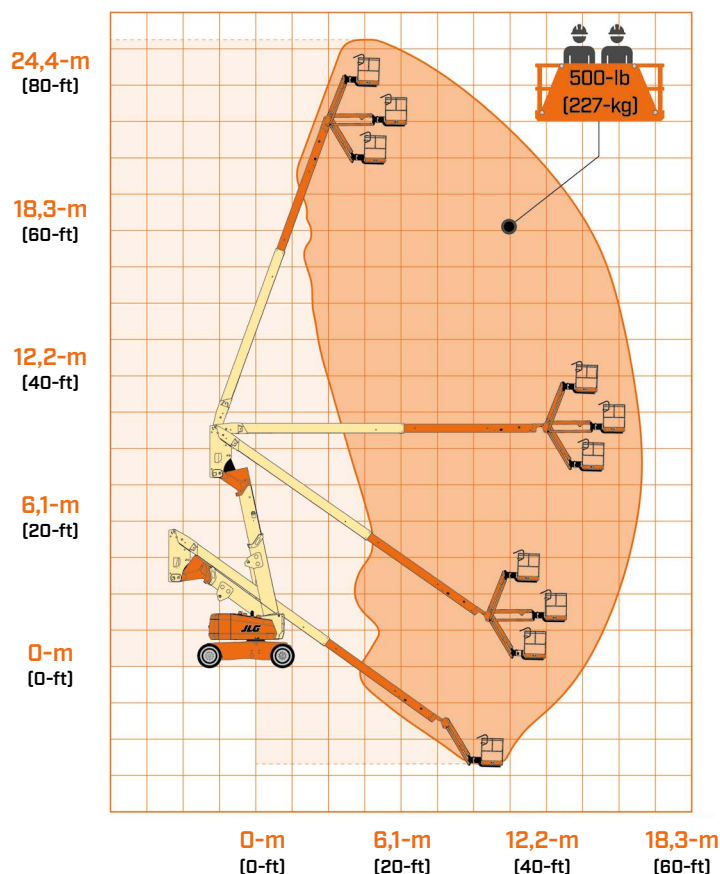 24,4-m
(80-ft)
500-lb
(227-kg)
18,3-m
(60-ft)
12,2-m
(40-ft)
6,1-m
(20-ft)
JLG
0-m
(0-ft)
0-m
(0-ft)
6,1-m
(20-ft)
12,2-m
(40-ft)
18,3-m
(60-ft)